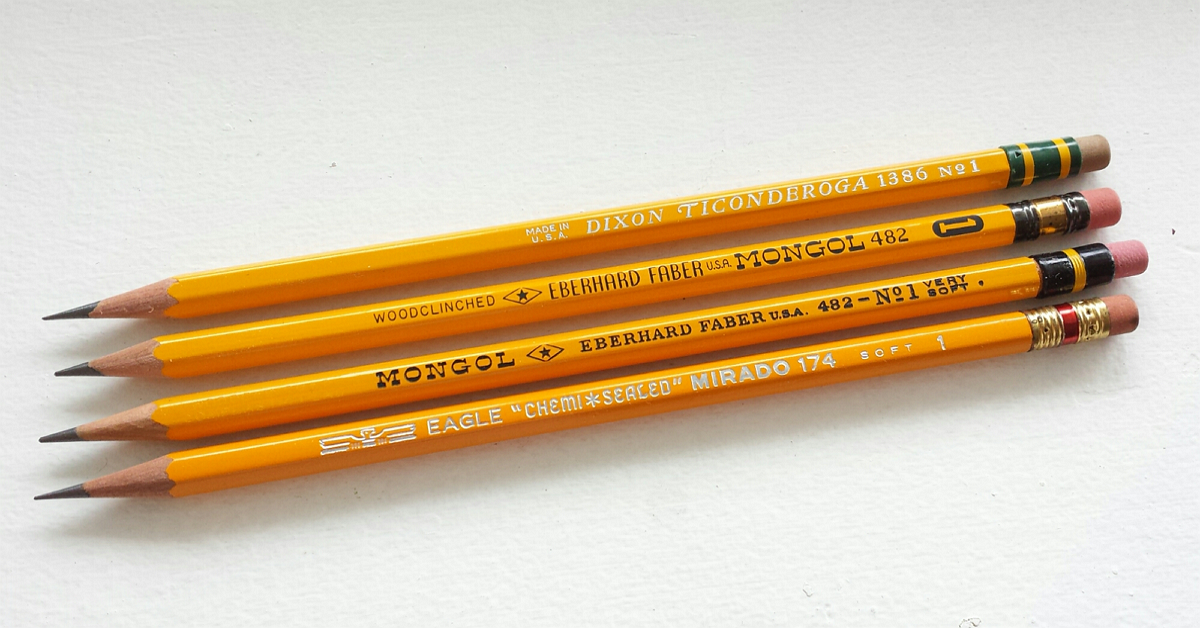 MADE IN U.S.A. DIXON TICONDEROGA 1386 No 1
WOODCLINCHED EBERHARD FABER U.S.A. MONGOL 482 1
MONGOL EBERHARD FABER U.S.A. 482-No 1 VERY SOFT
EAGLE "CHEMI*SEALED" MIRADO 174 SOFT 1